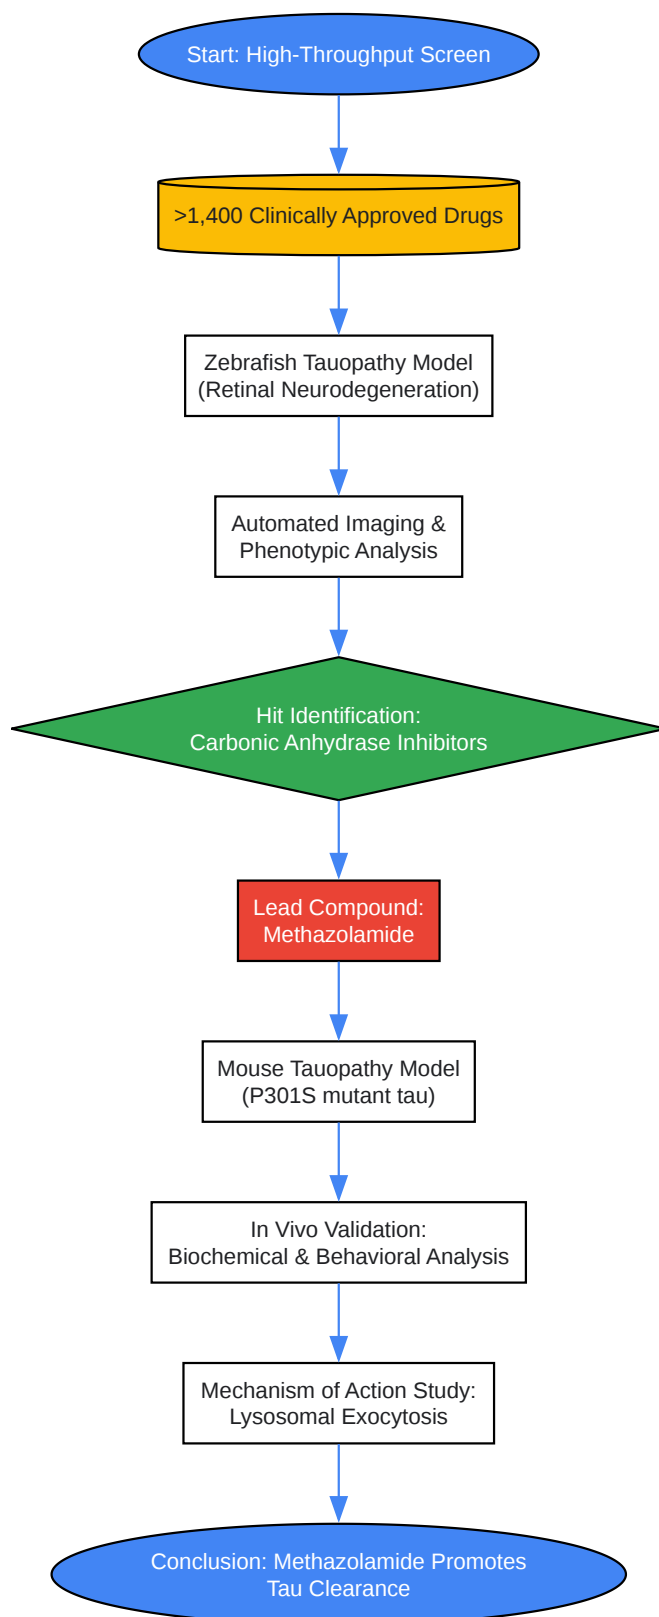 Start: High-Throughput Screen
>1,400 Clinically Approved Drugs
Zebrafish Tauopathy Model
(Retinal Neurodegeneration)
Automated Imaging &
Phenotypic Analysis
Hit Identification:
Carbonic Anhydrase Inhibitors
Lead Compound:
Methazolamide
Mouse Tauopathy Model
(P301S mutant tau)
In Vivo Validation:
Biochemical & Behavioral Analysis
Mechanism of Action Study:
Lysosomal Exocytosis
Conclusion: Methazolamide Promotes
Tau Clearance